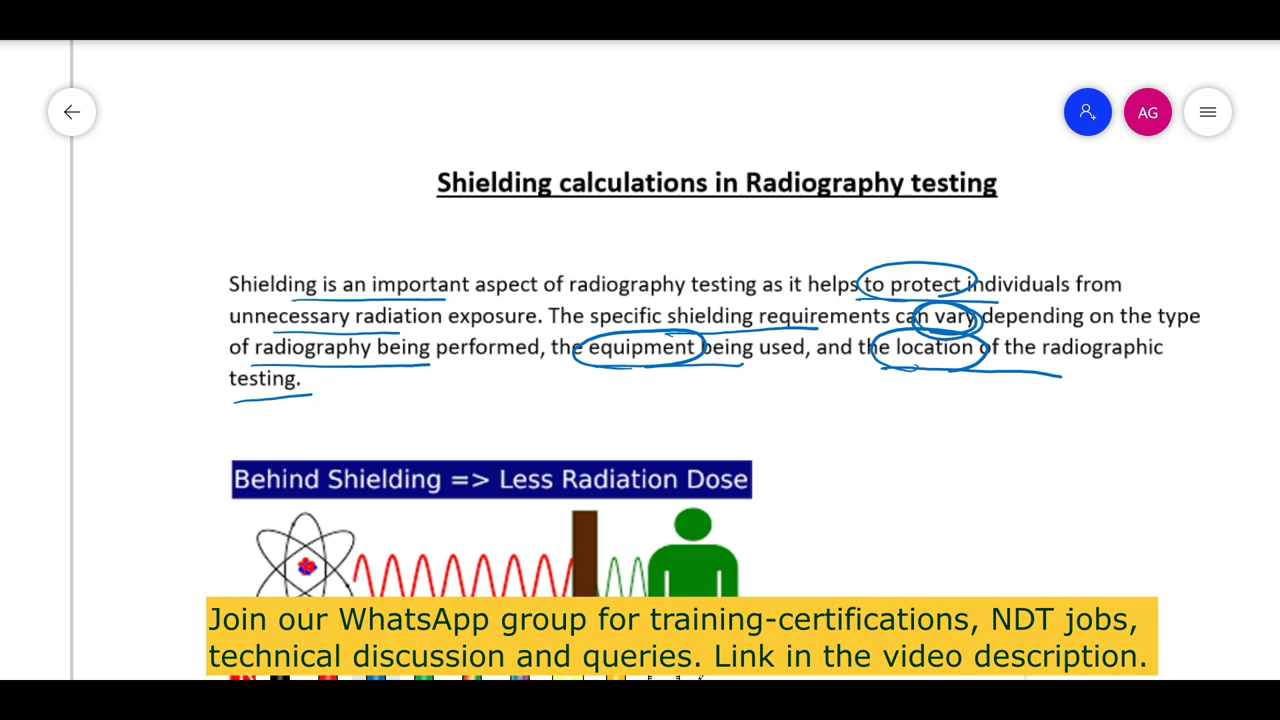 AG
Shielding calculations in Radiography testing
Shielding is an important aspect of radiography testing as it helps to protect individuals from
unnecessary radiation exposure. The specific shielding requirements can vary depending on the type
of radiography being performed, the equipment being used, and the location of the radiographic
testing.
Behind Shielding => Less Radiation Dose
Join our WhatsApp group for training-certifications, NDT jobs,
technical discussion and queries. Link in the video description.